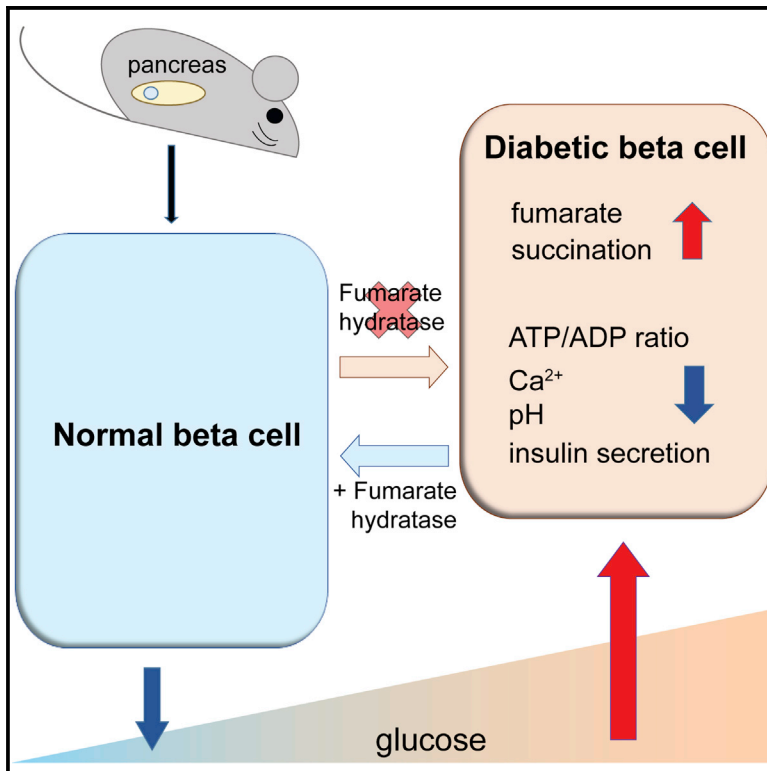 pancreas
Normal beta cell
Fumarate
hydratase
+ Fumarate
hydratase
Diabetic beta cell
fumarate
succination
ATP/ADP ratio
Ca²⁺
pH
insulin secretion
glucose